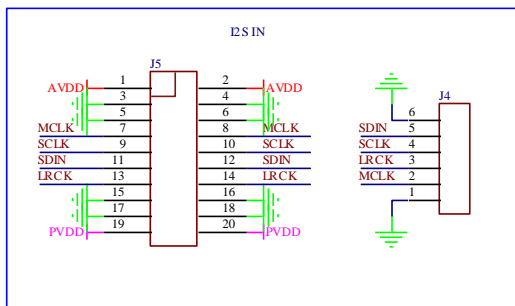 I2S IN
J5
AVDD 1 2 AVDD
3 4
5 6
MCLK 7 8 MCLK
SCLK 9 10 SCLK
SDIN 11 12 SDIN
LRCK 13 14 LRCK
15 16
17 18
PVDD 19 20 PVDD
J4
6
SDIN 5
SCLK 4
LRCK 3
MCLK 2
1